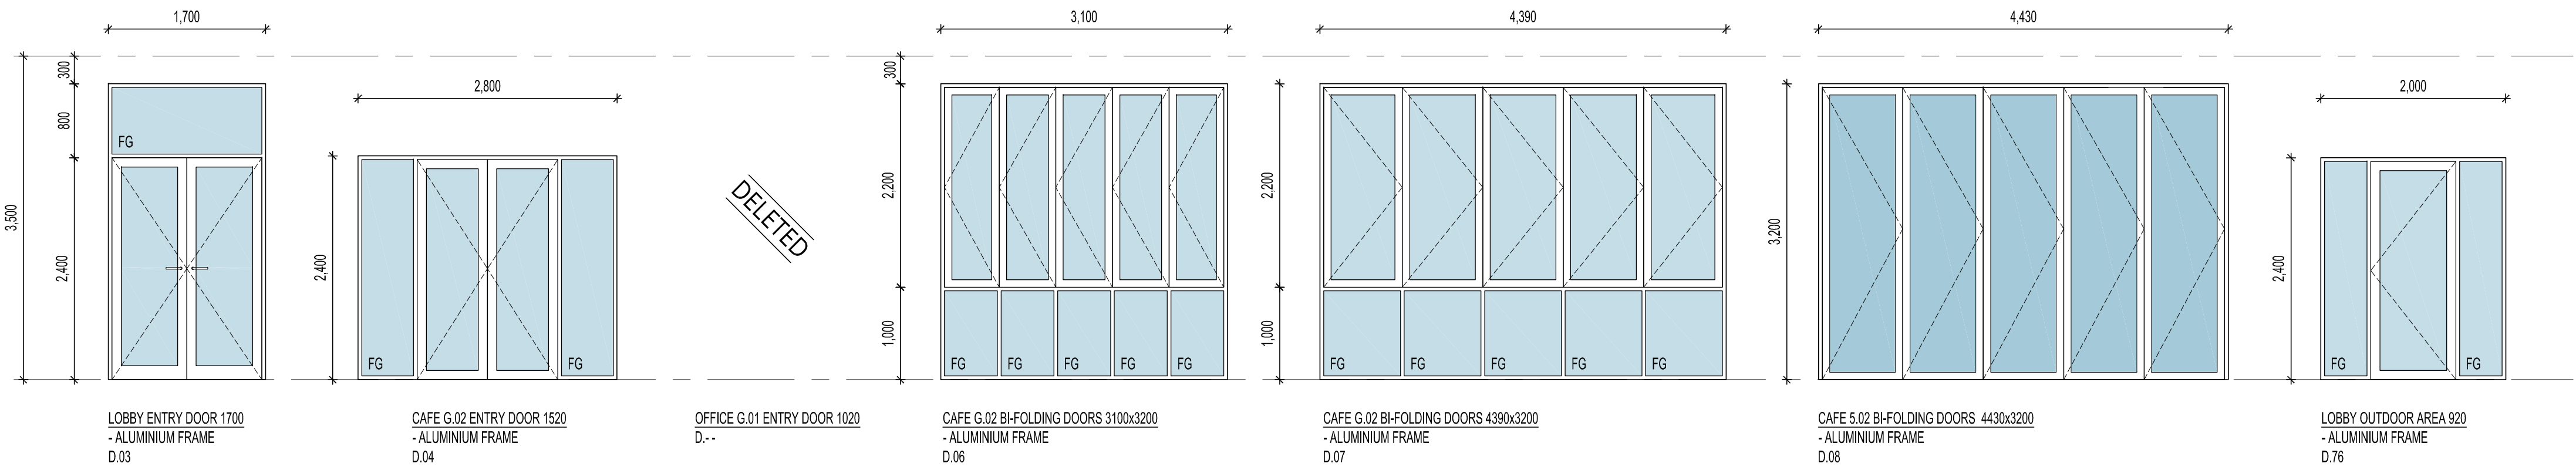 1,700
3,500
300
800
2,400
FG
LOBBY ENTRY DOOR 1700
- ALUMINIUM FRAME
D.03
2,800
2,400
FG FG
CAFE G.02 ENTRY DOOR 1520
- ALUMINIUM FRAME
D.04
DELETED
OFFICE G.01 ENTRY DOOR 1020
D.- -
3,100
300
2,200
1,000
FG FG FG FG FG
CAFE G.02 BI-FOLDING DOORS 3100x3200
- ALUMINIUM FRAME
D.06
4,390
2,200
1,000
FG FG FG FG FG
CAFE G.02 BI-FOLDING DOORS 4390x3200
- ALUMINIUM FRAME
D.07
4,430
3,200
CAFE 5.02 BI-FOLDING DOORS 4430x3200
- ALUMINIUM FRAME
D.08
2,000
2,400
FG FG
LOBBY OUTDOOR AREA 920
- ALUMINIUM FRAME
D.76